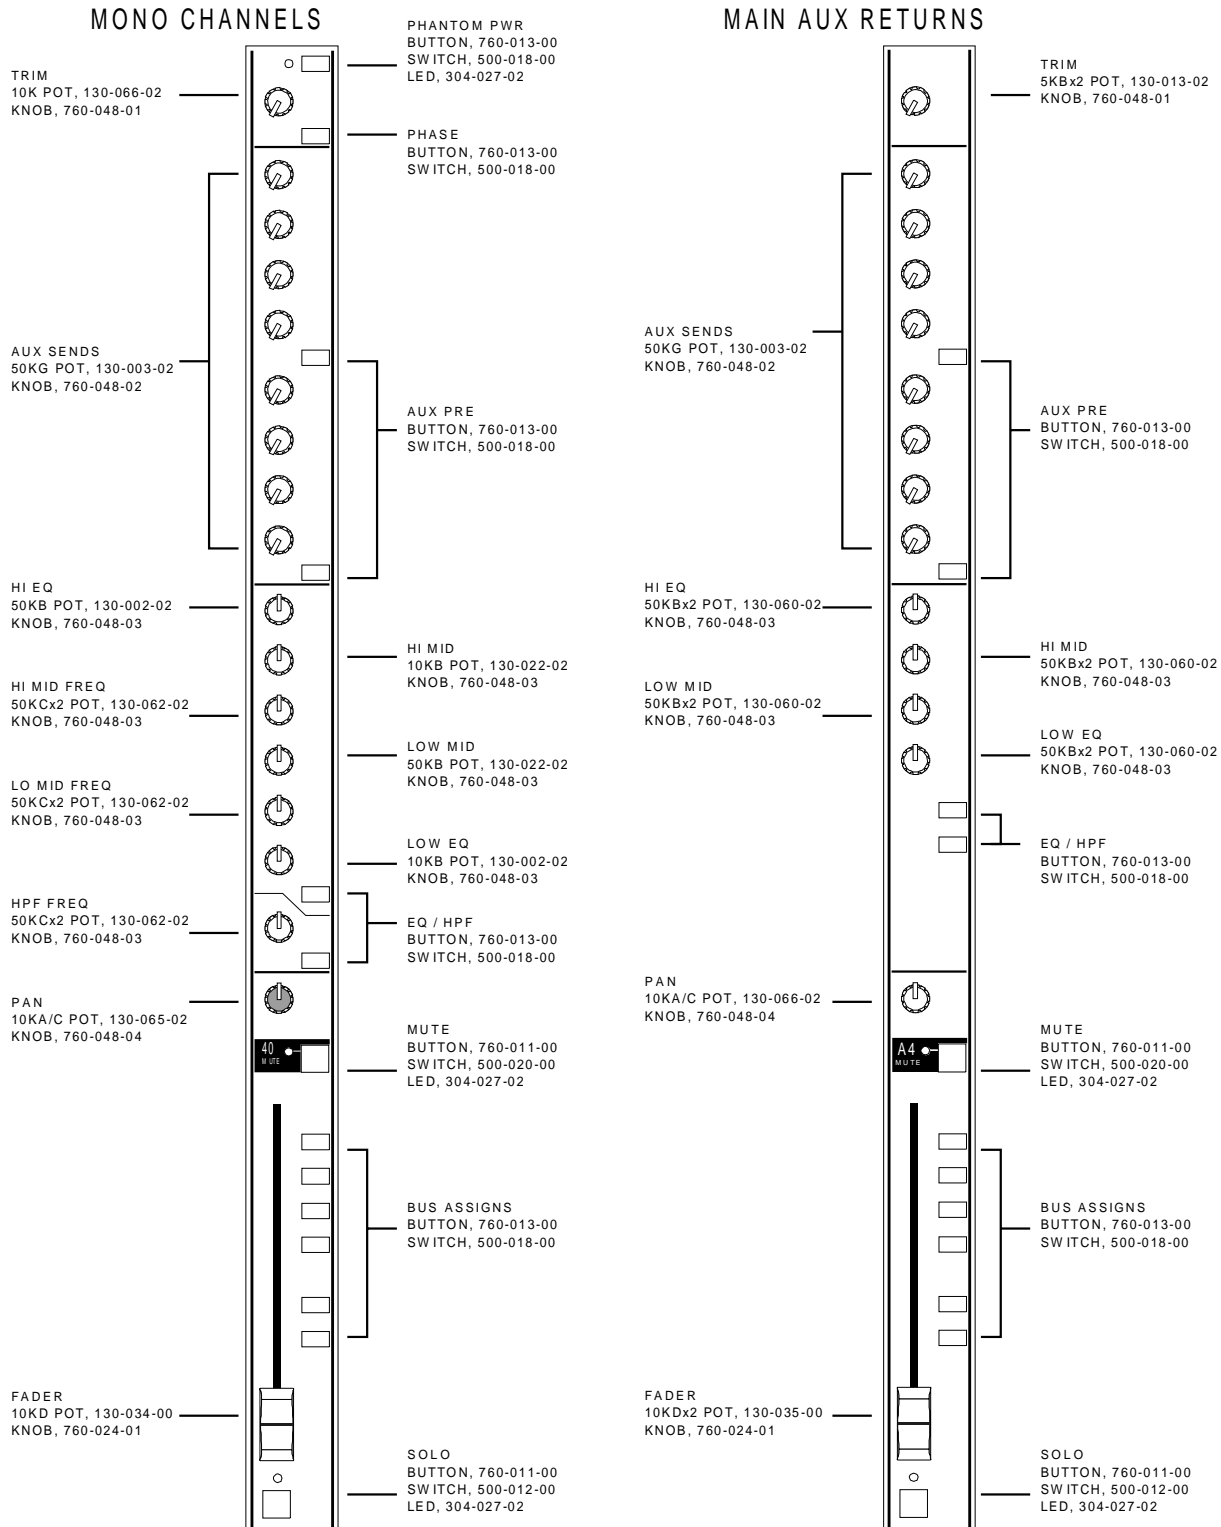 MONO CHANNELS
PHANTOM PWR
BUTTON, 760-013-00
SWITCH, 500-018-00
LED, 304-027-02
TRIM
10K POT, 130-066-02
KNOB, 760-048-01
PHASE
BUTTON, 760-013-00
SWITCH, 500-018-00
AUX SENDS
50KG POT, 130-003-02
KNOB, 760-048-02
AUX PRE
BUTTON, 760-013-00
SWITCH, 500-018-00
HI EQ
50KB POT, 130-002-02
KNOB, 760-048-03
HI MID
10KB POT, 130-022-02
KNOB, 760-048-03
HI MID FREQ
50KCx2 POT, 130-062-02
KNOB, 760-048-03
LOW MID
50KB POT, 130-022-02
KNOB, 760-048-03
LO MID FREQ
50KCx2 POT, 130-062-02
KNOB, 760-048-03
LOW EQ
10KB POT, 130-002-02
KNOB, 760-048-03
HPF FREQ
50KCx2 POT, 130-062-02
KNOB, 760-048-03
EQ / HPF
BUTTON, 760-013-00
SWITCH, 500-018-00
PAN
10KA/C POT, 130-065-02
KNOB, 760-048-04
40
MUTE
MUTE
BUTTON, 760-011-00
SWITCH, 500-020-00
LED, 304-027-02
BUS ASSIGNS
BUTTON, 760-013-00
SWITCH, 500-018-00
FADER
10KD POT, 130-034-00
KNOB, 760-024-01
SOLO
BUTTON, 760-011-00
SWITCH, 500-012-00
LED, 304-027-02
MAIN AUX RETURNS
TRIM
5KBx2 POT, 130-013-02
KNOB, 760-048-01
AUX SENDS
50KG POT, 130-003-02
KNOB, 760-048-02
AUX PRE
BUTTON, 760-013-00
SWITCH, 500-018-00
HI EQ
50KBx2 POT, 130-060-02
KNOB, 760-048-03
HI MID
50KBx2 POT, 130-060-02
KNOB, 760-048-03
LOW MID
50KBx2 POT, 130-060-02
KNOB, 760-048-03
LOW EQ
50KBx2 POT, 130-060-02
KNOB, 760-048-03
EQ / HPF
BUTTON, 760-013-00
SWITCH, 500-018-00
PAN
10KA/C POT, 130-066-02
KNOB, 760-048-04
A4
MUTE
MUTE
BUTTON, 760-011-00
SWITCH, 500-020-00
LED, 304-027-02
BUS ASSIGNS
BUTTON, 760-013-00
SWITCH, 500-018-00
FADER
10KDx2 POT, 130-035-00
KNOB, 760-024-01
SOLO
BUTTON, 760-011-00
SWITCH, 500-012-00
LED, 304-027-02